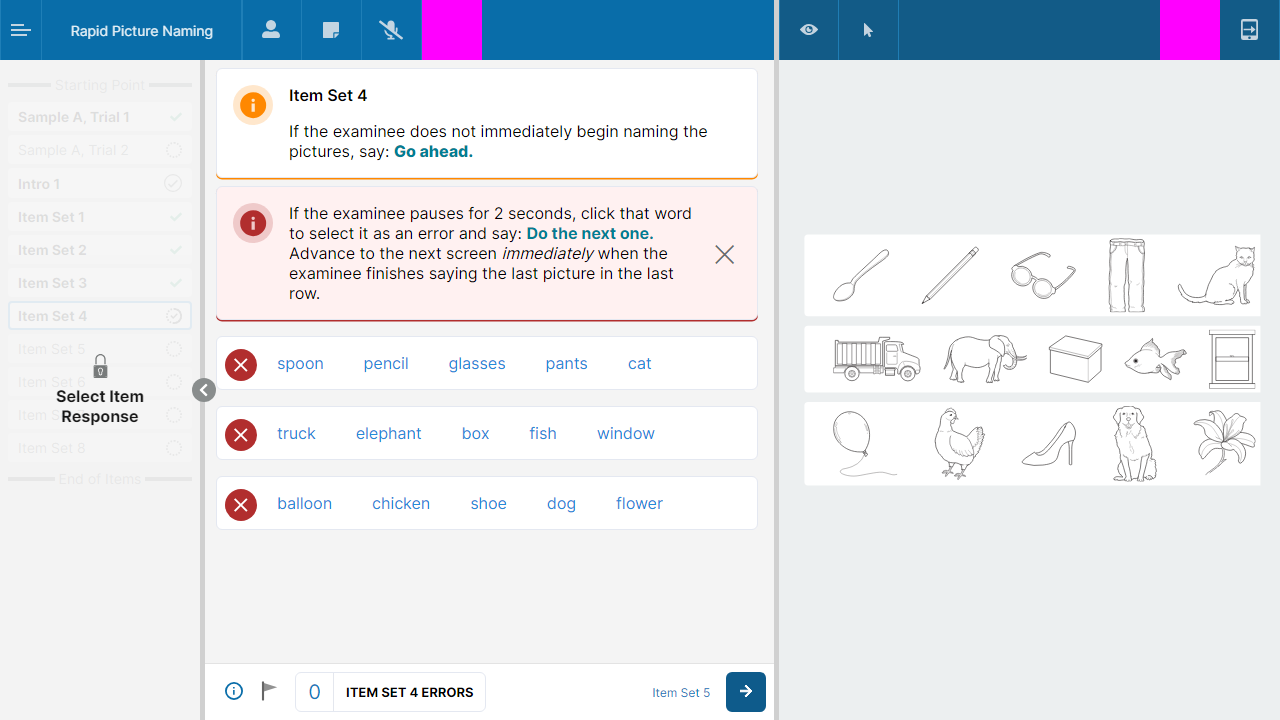 Rapid Picture Naming
Starting Point
Sample A, Trial 1
Sample A, Trial 2
Intro 1
Item Set 1
Item Set 2
Item Set 3
Item Set 4
Item Set 5
Item Set 6
Item Set 7
Item Set 8
End of Items
Select Item
Response
Item Set 4
If the examinee does not immediately begin naming the
pictures, say: Go ahead.
If the examinee pauses for 2 seconds, click that word
to select it as an error and say: Do the next one.
Advance to the next screen immediately when the
examinee finishes saying the last picture in the last
row.
spoon pencil glasses pants cat
truck elephant box fish window
balloon chicken shoe dog flower
0 ITEM SET 4 ERRORS
Item Set 5